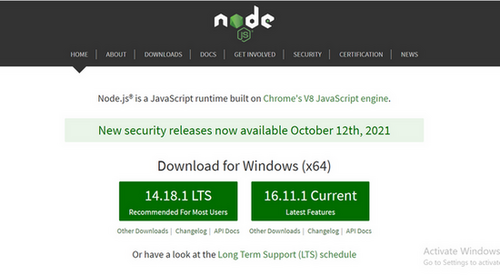 node
JS
HOME | ABOUT | DOWNLOADS | DOCS | GET INVOLVED | SECURITY | CERTIFICATION | NEWS
Node.js® is a JavaScript runtime built on Chrome's V8 JavaScript engine.
New security releases now available October 12th, 2021
Download for Windows (x64)
14.18.1 LTS
Recommended For Most Users
16.11.1 Current
Latest Features
Other Downloads | Changelog | API Docs
Other Downloads | Changelog | API Docs
Or have a look at the Long Term Support (LTS) schedule
Activate Windows
Go to Settings to activate